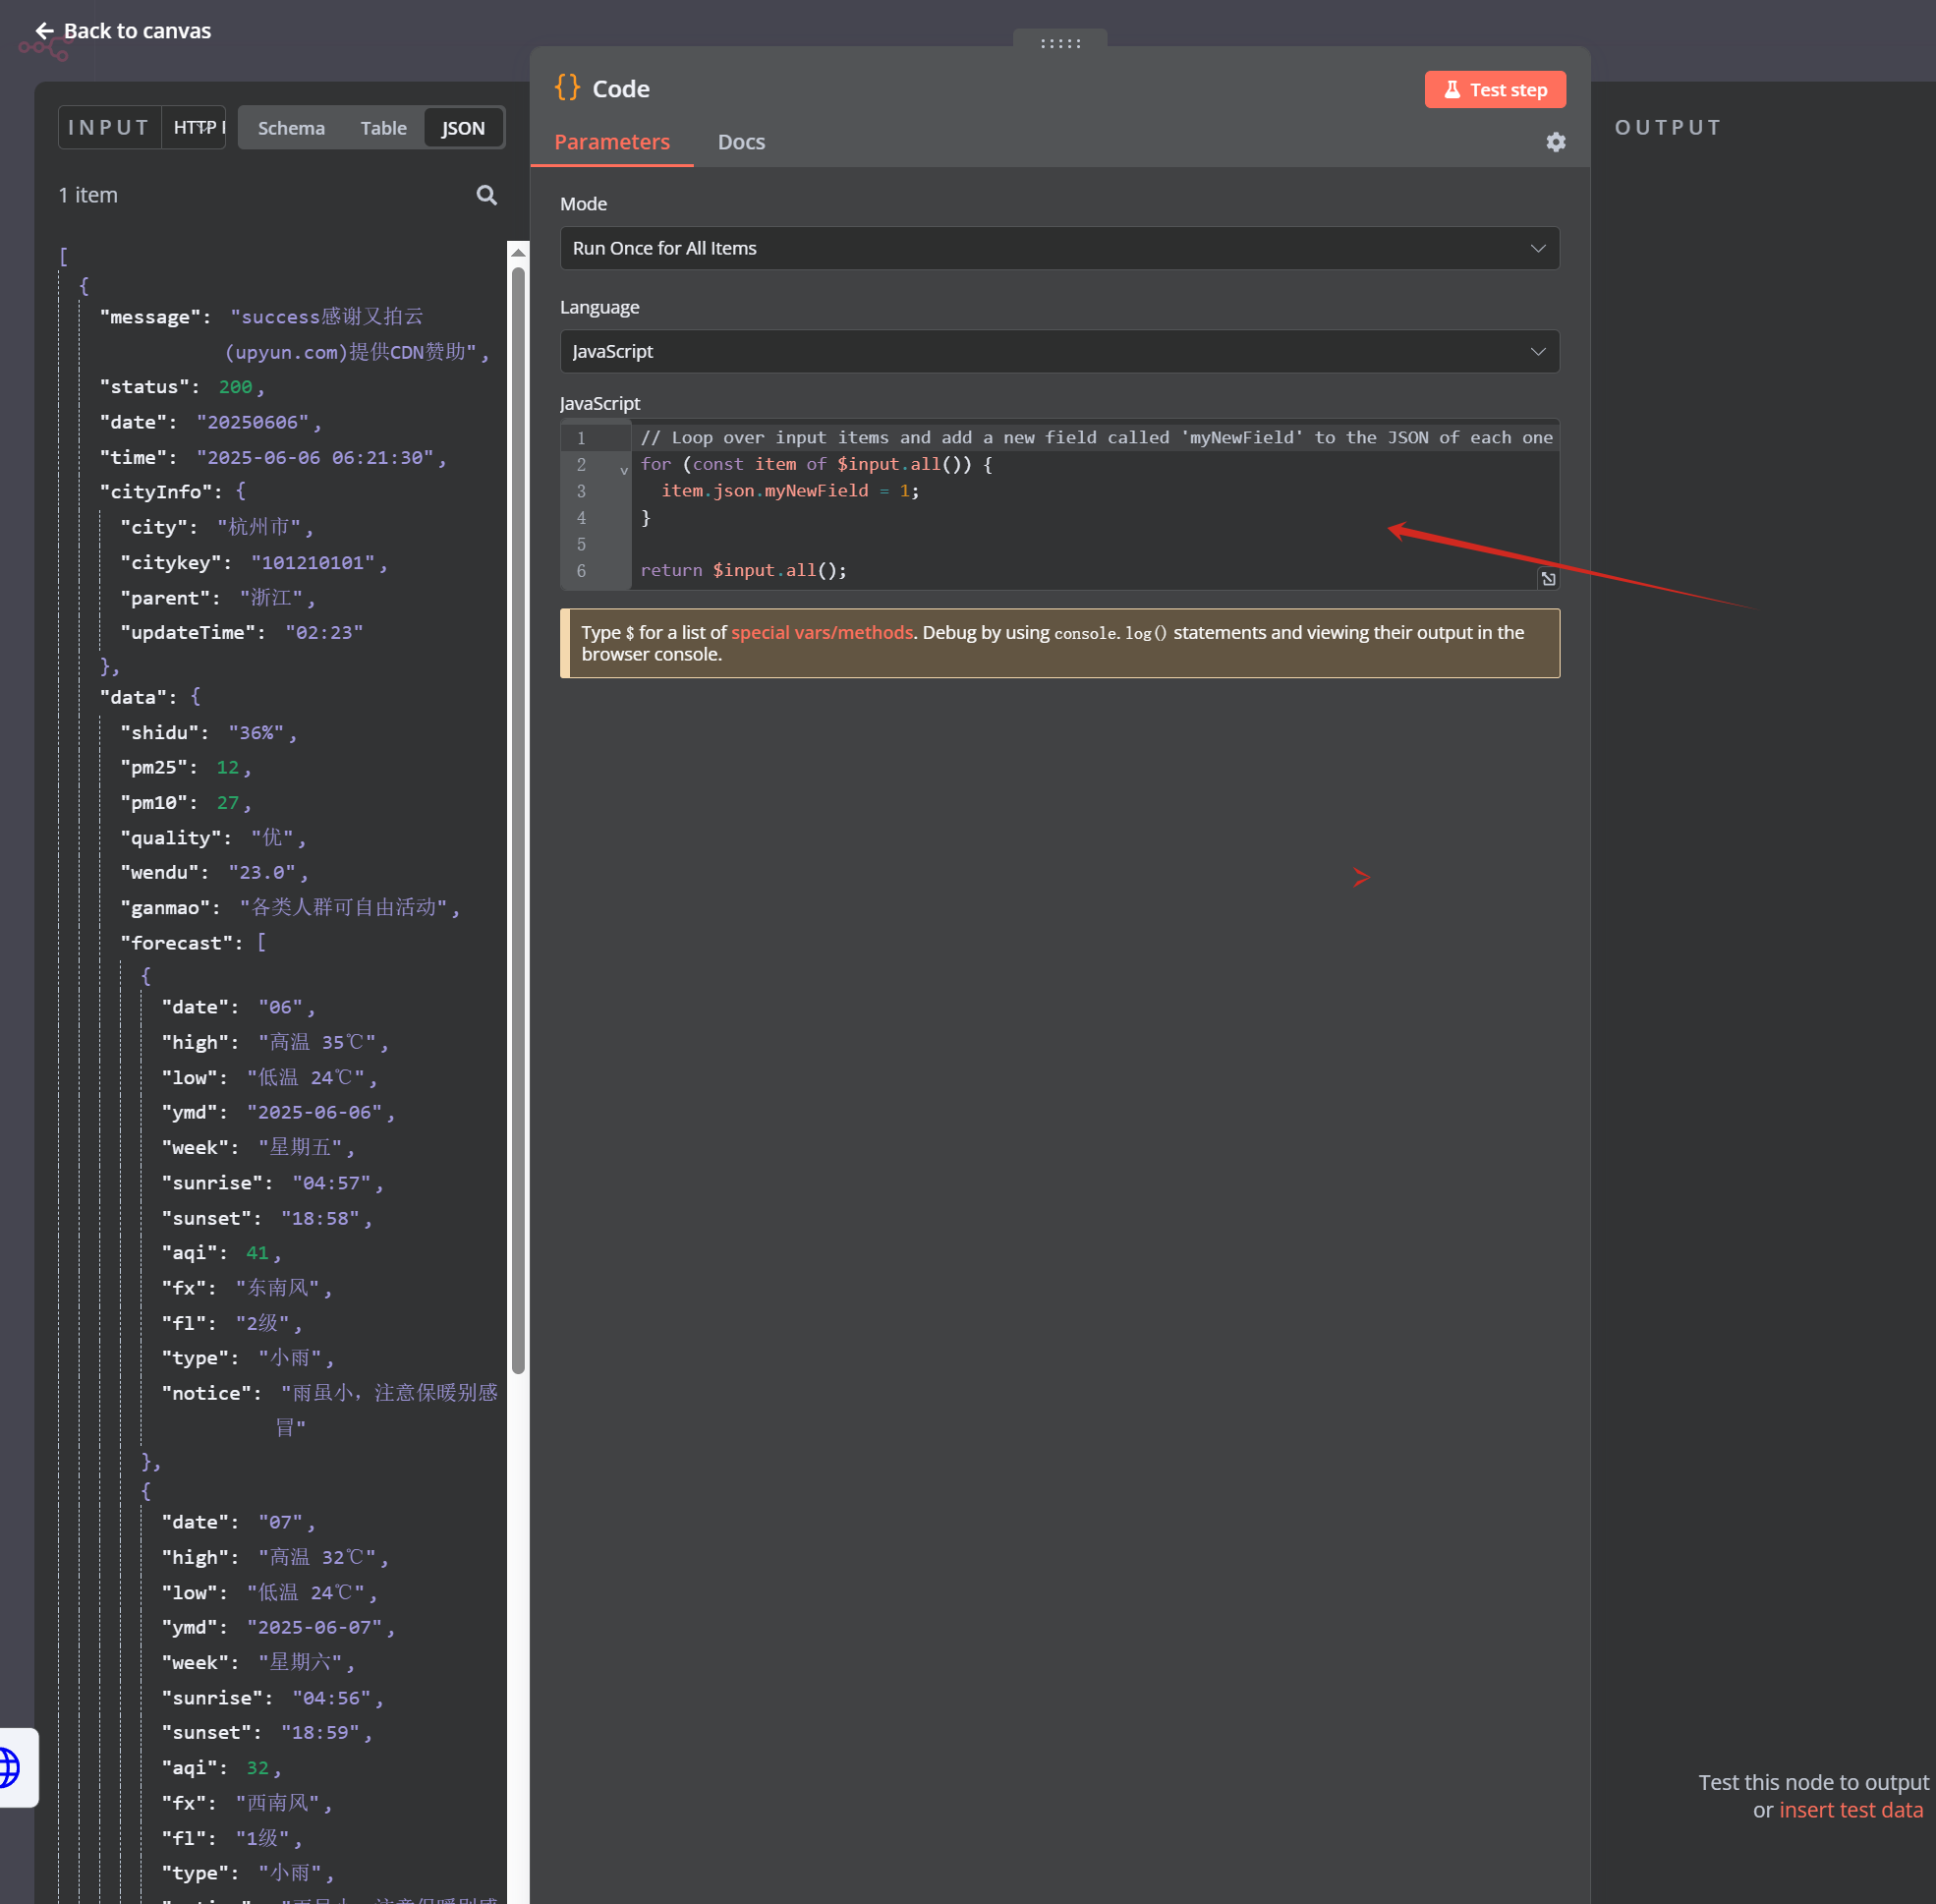 Back to canvas
INPUT
HTTP
Schema
Table
JSON
1 item
[
{
"message": "success感谢又拍云
(upyun.com)提供CDN赞助",
"status": 200,
"date": "20250606",
"time": "2025-06-06 06:21:30",
"cityInfo": {
"city": "杭州市",
"citykey": "101210101",
"parent": "浙江",
"updateTime": "02:23"
},
"data": {
"shidu": "36%",
"pm25": 12,
"pm10": 27,
"quality": "优",
"wendu": "23.0",
"ganmao": "各类人群可自由活动",
"forecast": [
{
"date": "06",
"high": "高温 35℃",
"low": "低温 24℃",
"ymd": "2025-06-06",
"week": "星期五",
"sunrise": "04:57",
"sunset": "18:58",
"aqi": 41,
"fx": "东南风",
"fl": "2级",
"type": "小雨",
"notice": "雨虽小，注意保暖别感
冒"
},
{
"date": "07",
"high": "高温 32℃",
"low": "低温 24℃",
"ymd": "2025-06-07",
"week": "星期六",
"sunrise": "04:56",
"sunset": "18:59",
"aqi": 32,
"fx": "西南风",
"fl": "1级",
"type": "小雨",
{} Code
Test step
Parameters
Docs
Mode
Run Once for All Items
Language
JavaScript
JavaScript
1 // Loop over input items and add a new field called 'myNewField' to the JSON of each one
2 for (const item of $input.all()) {
3 item.json.myNewField = 1;
4 }
5
6 return $input.all();
Type $ for a list of special vars/methods. Debug by using console.log() statements and viewing their output in the
browser console.
OUTPUT
Test this node to output
or insert test data